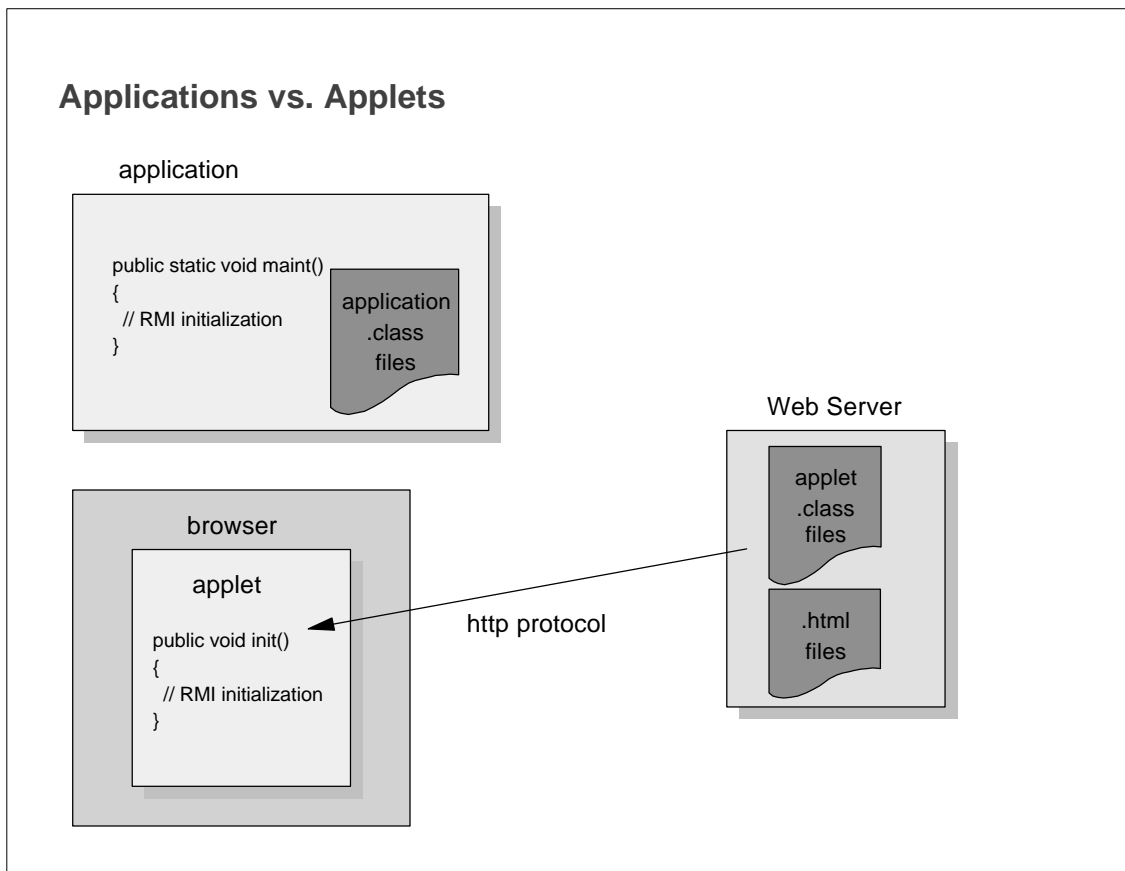 Applications vs. Applets
application
public static void maint()
{
// RMI initialization
}
application
.class
files
Web Server
applet
.class
files
.html
files
browser
applet
public void init()
{
// RMI initialization
}
http protocol